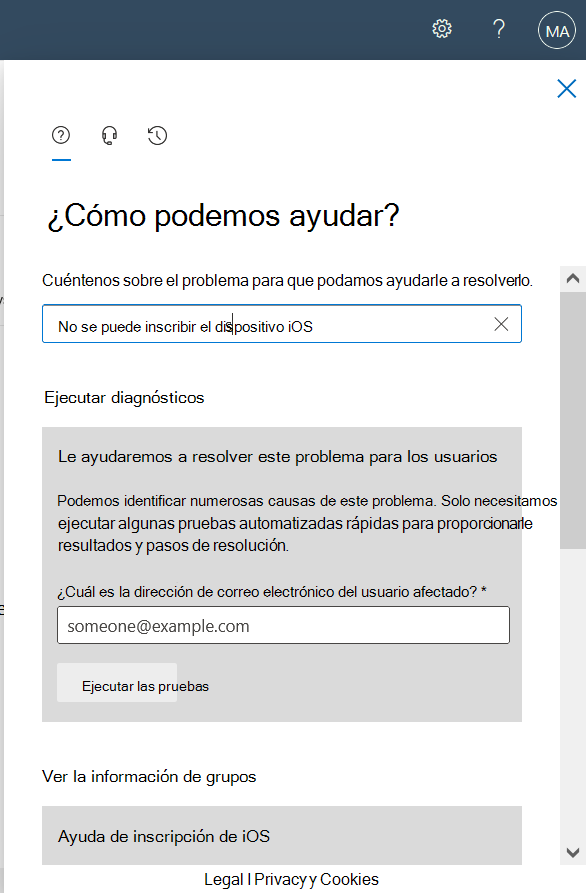 MA
¿Cómo podemos ayudar?
Cuéntenos sobre el problema para que podamos ayudarle a resolverlo.
No se puede inscribir el dispositivo iOS
Ejecutar diagnósticos
Le ayudaremos a resolver este problema para los usuarios
Podemos identificar numerosas causas de este problema. Solo necesitamos
ejecutar algunas pruebas automatizadas rápidas para proporcionarle
resultados y pasos de resolución.
¿Cuál es la dirección de correo electrónico del usuario afectado? *
someone@example.com
Ejecutar las pruebas
Ver la información de grupos
Ayuda de inscripción de iOS
Legal | Privacy y Cookies